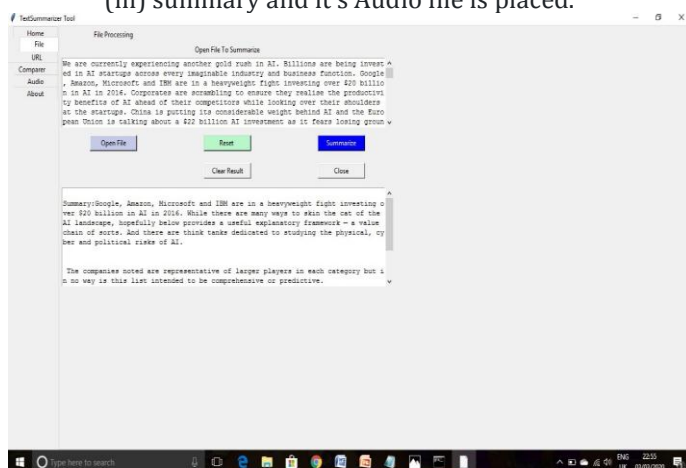 (iii) summary and it's Audio file is placed.
TextSummarizer Tool
Home
File
URL
Comparer
Audio
About
File Processing
Open File To Summarize
We are currently experiencing another gold rush in AI. Billions are being invest
ed in AI startups across every imaginable industry and business function. Google
, Amazon, Microsoft and IBM are in a heavyweight fight investing over $20 billio
n in AI in 2016. Corporates are scrambling to ensure they realise the productivi
ty benefits of AI ahead of their competitors while looking over their shoulders
at the startups. China is putting its considerable weight behind AI and the Euro
pean Union is talking about a $22 billion AI investment as it fears losing groun
Open File
Reset
Summarize
Clear Result
Close
Summary:Google, Amazon, Microsoft and IBM are in a heavyweight fight investing o
ver $20 billion in AI in 2016. While there are many ways to skin the cat of the
AI landscape, hopefully below provides a useful explanatory framework — a value
chain of sorts. And there are think tanks dedicated to studying the physical, cy
ber and political risks of AI.
The companies noted are representative of larger players in each category but i
n no way is this list intended to be comprehensive or predictive.
Type here to search
ENG
22:55
UK
03/03/2020